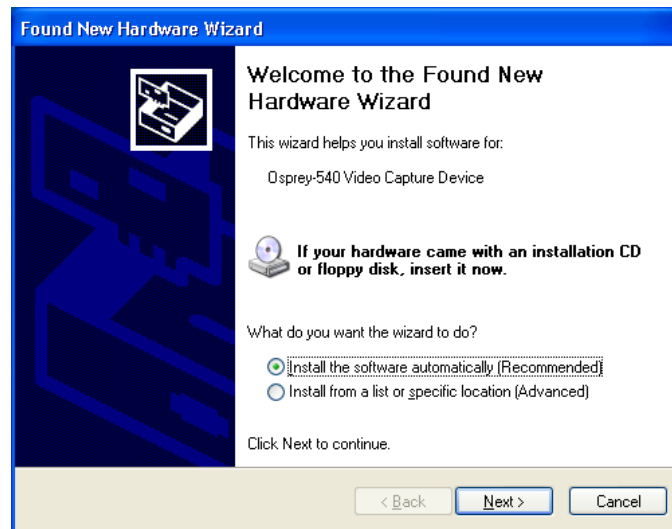 Found New Hardware Wizard
Welcome to the Found New
Hardware Wizard
This wizard helps you install software for:
Osprey-540 Video Capture Device
If your hardware came with an installation CD
or floppy disk, insert it now.
What do you want the wizard to do?
Install the software automatically (Recommended)
Install from a list or specific location (Advanced)
Click Next to continue.
< Back Next > Cancel